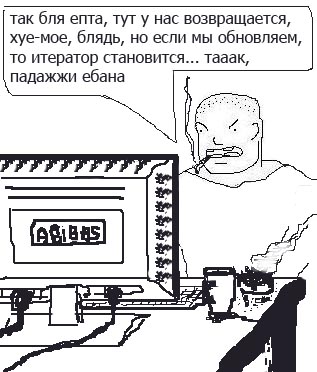 так бля епта, тут у нас возвращается,
хуе-мое, блядь, но если мы обновляем,
то итератор становится... тааак,
падажжи ебана
ABIBAS